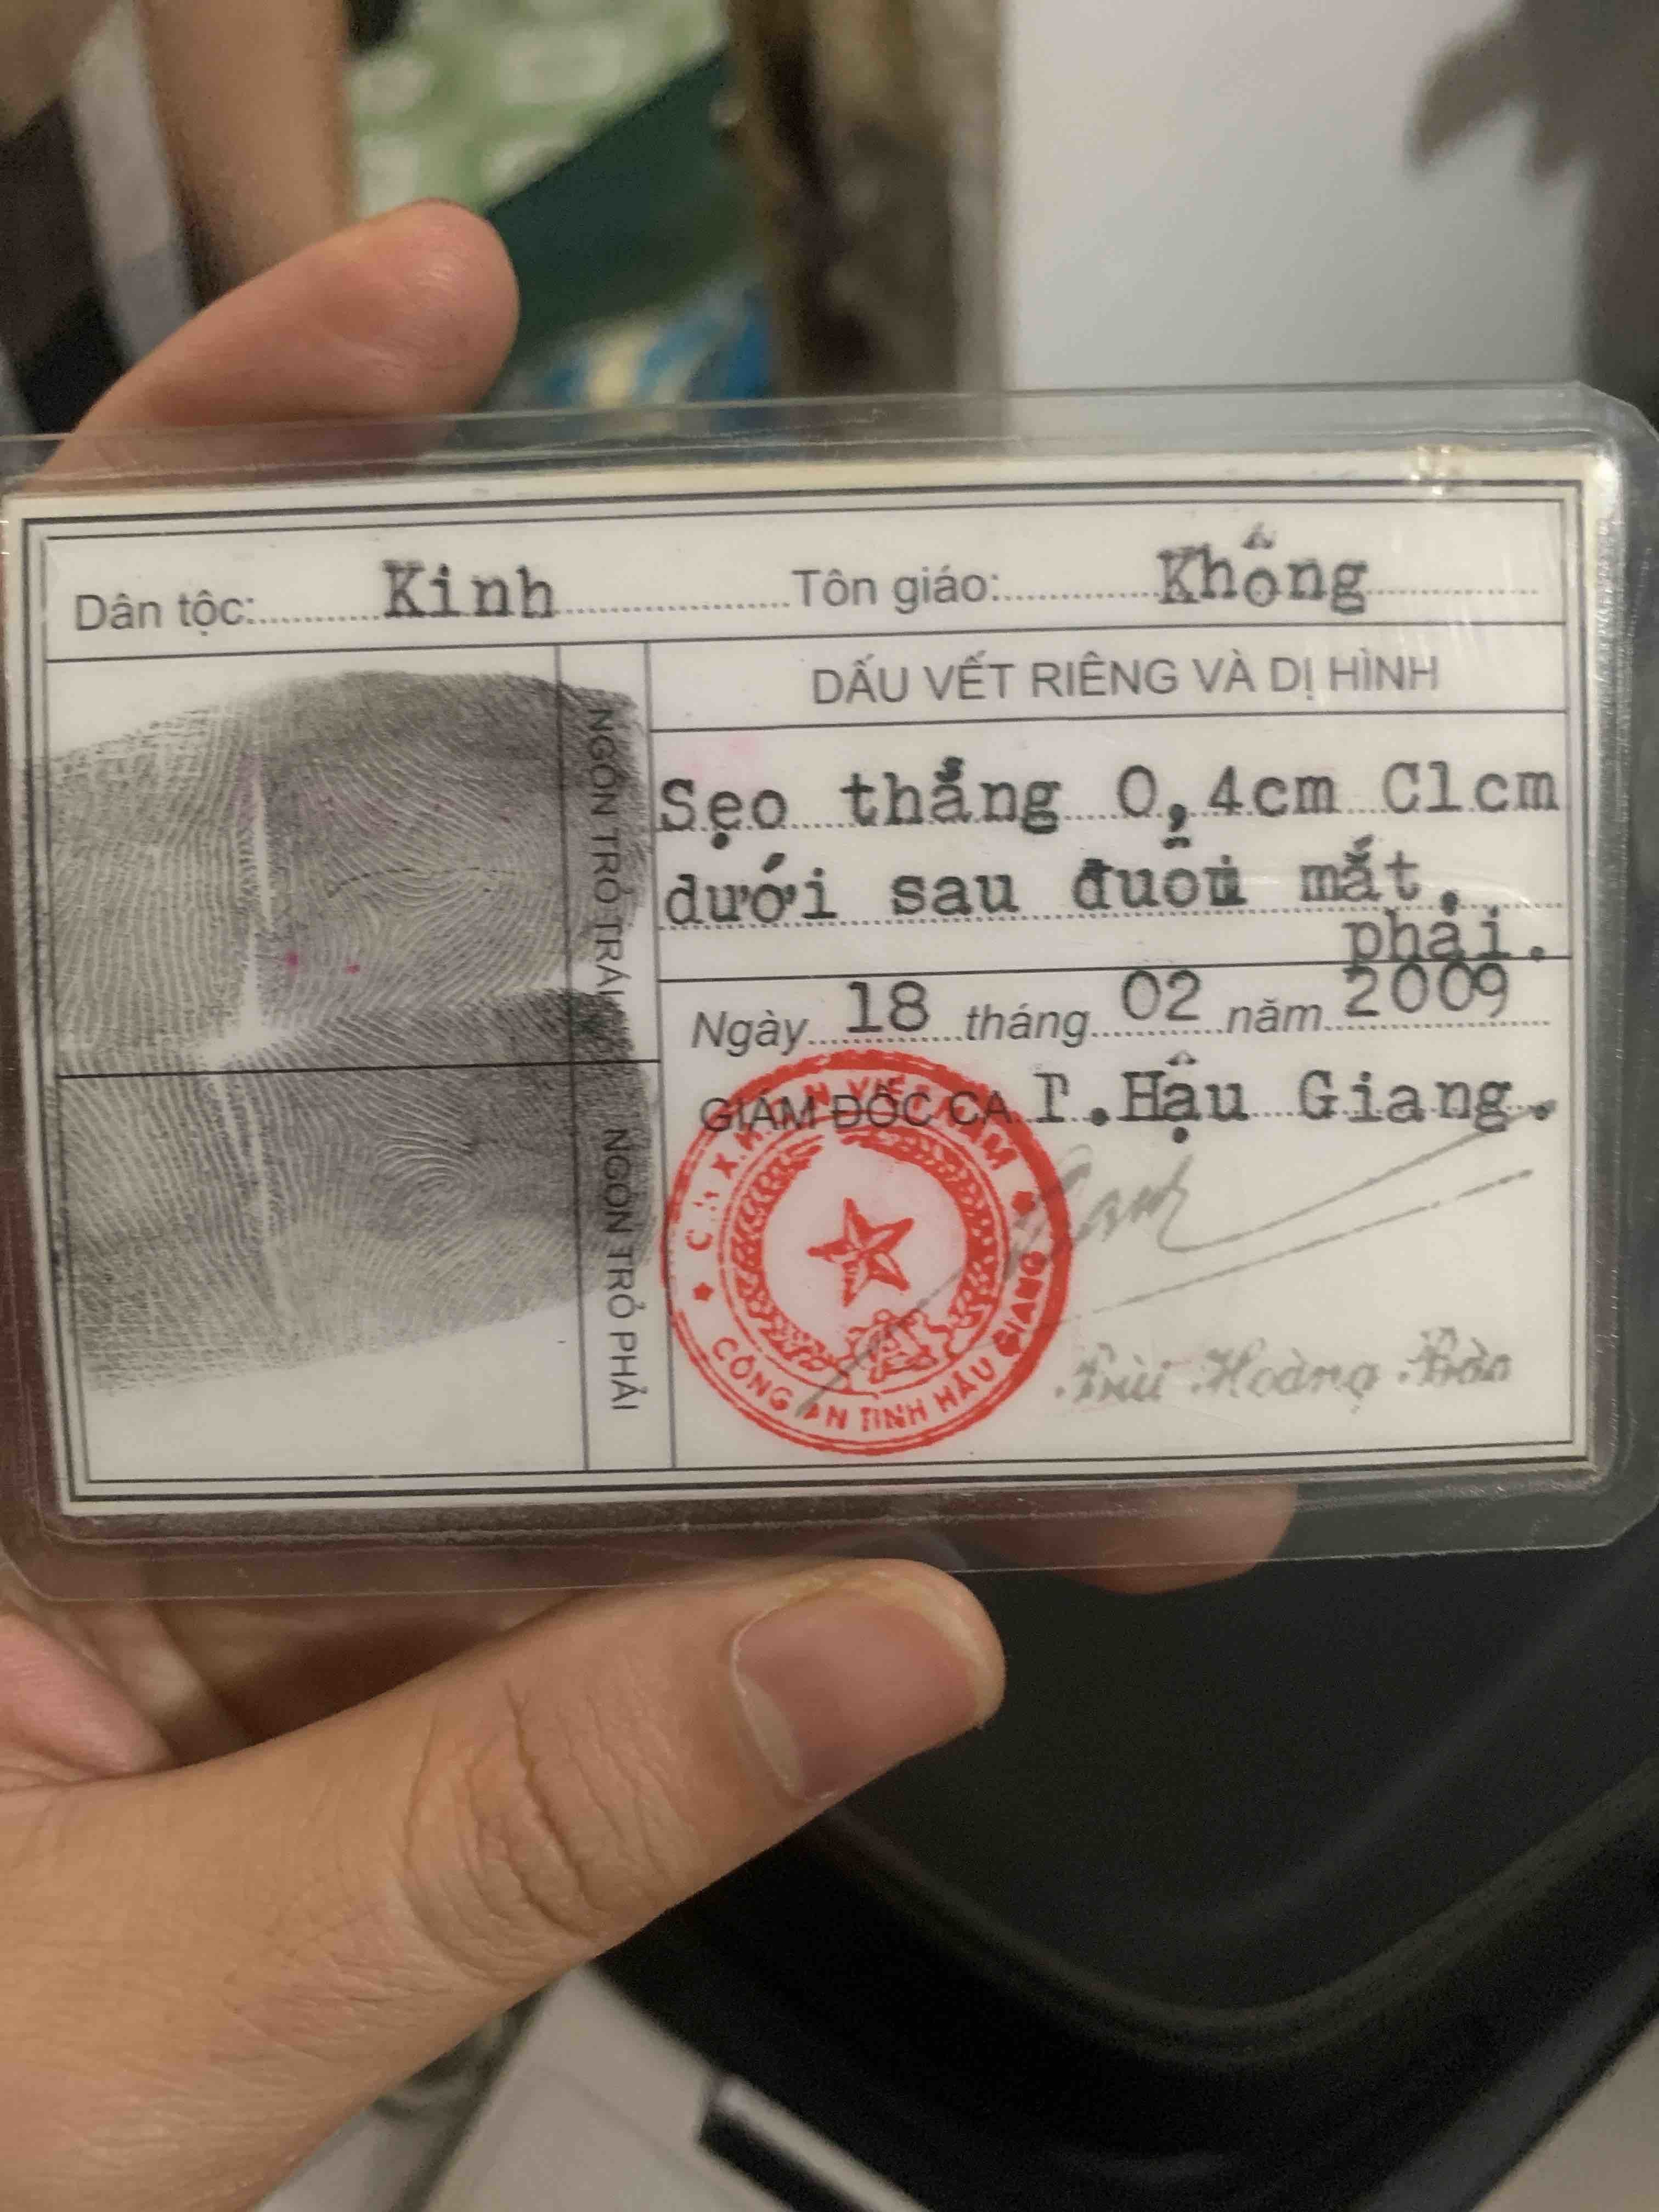 Dân tộc: Kinh Tôn giáo: Không
DẤU VẾT RIÊNG VÀ DỊ HÌNH
Sẹo thẳng 0,4cm C1cm
dưới sau đuôi mắt.
phải.
Ngày 18 tháng 02 năm 2009
GIÁM ĐỐC CA T.Hậu Giang.
NGÓN TRỎ TRÁI
NGÓN TRỎ PHẢI
C.H.X.H.C.N VIỆT NAM
CÔNG AN TỈNH HẬU GIANG
Hoàng